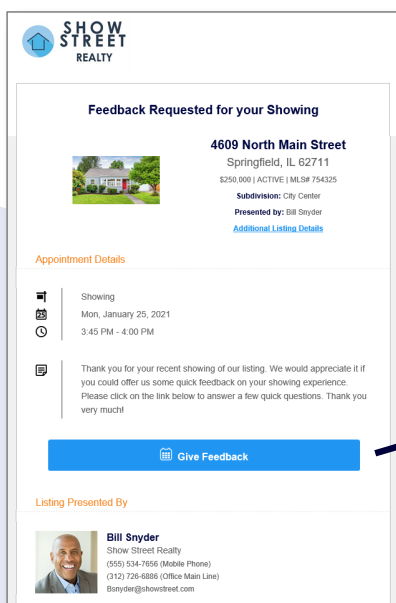 SHOW
STREET
REALTY
Feedback Requested for your Showing
4609 North Main Street
Springfield, IL 62711
$250,000 | ACTIVE | MLS# 754325
Subdivision: City Center
Presented by: Bill Snyder
Additional Listing Details
Appointment Details
Showing
25 Mon, January 25, 2021
3:45 PM - 4:00 PM
Thank you for your recent showing of our listing. We would appreciate it if
you could offer us some quick feedback on your showing experience.
Please click on the link below to answer a few quick questions. Thank you
very much!
Give Feedback
Listing Presented By
Bill Snyder
Show Street Realty
(555) 534-7656 (Mobile Phone)
(312) 726-6886 (Office Main Line)
Bsnyder@showstreet.com